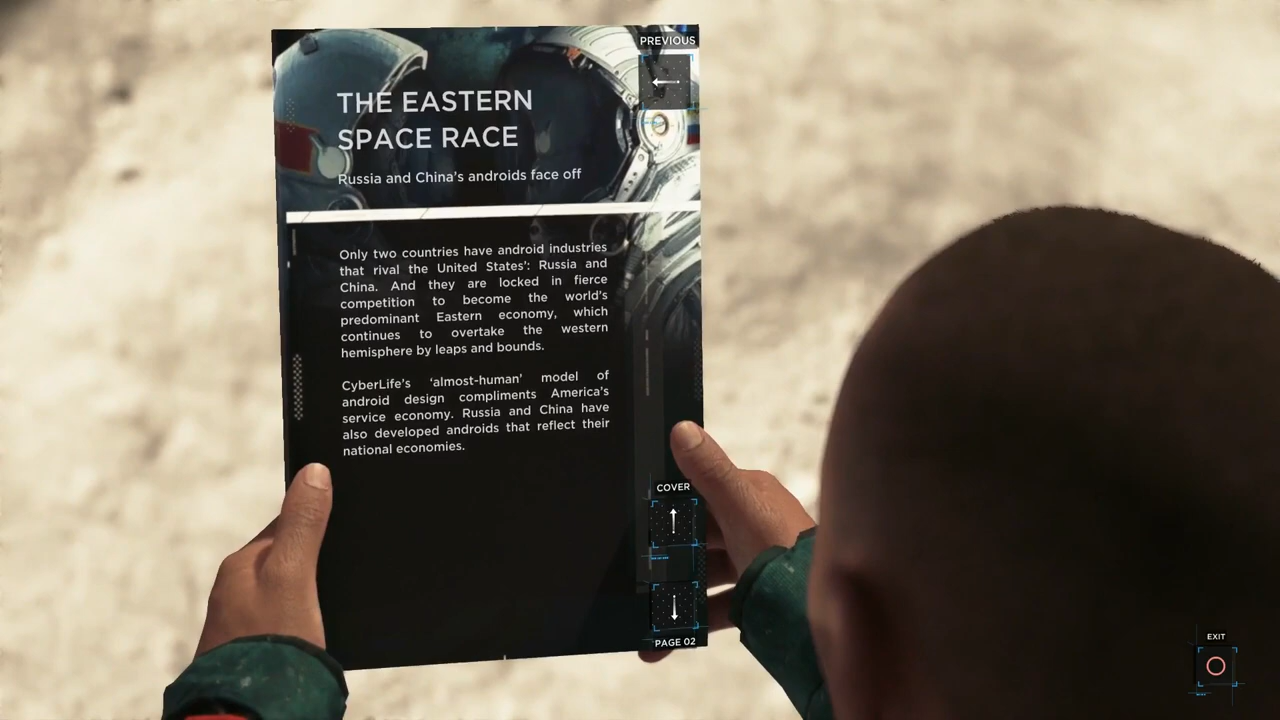 PREVIOUS
THE EASTERN
SPACE RACE
Russia and China's androids face off
Only two countries have android industries
that rival the United States': Russia and
China. And they are locked in fierce
competition to become the world's
predominant Eastern economy, which
continues to overtake the western
hemisphere by leaps and bounds.
CyberLife's 'almost-human' model of
android design compliments America's
service economy. Russia and China have
also developed androids that reflect their
national economies.
COVER
PAGE 02
EXIT